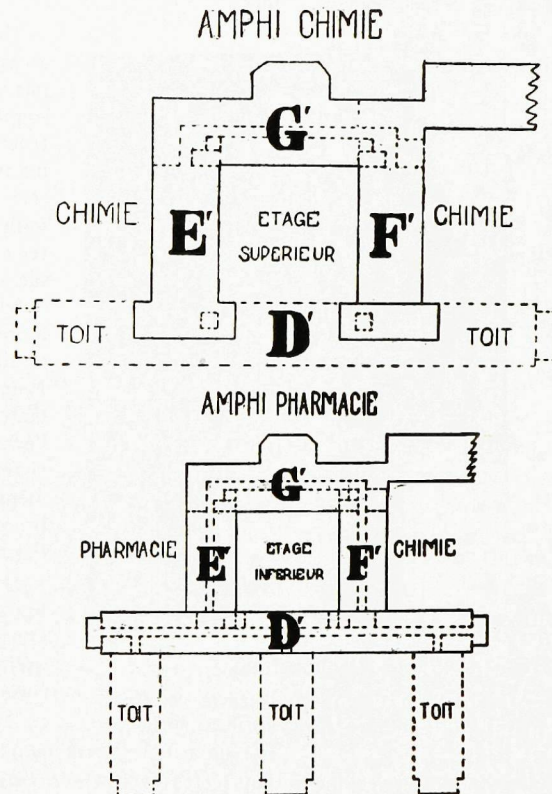 AMPHI CHIMIE
G'
CHIMIE
E'
ETAGE
SUPERIEUR
F'
CHIMIE
TOIT
D'
TOIT
AMPHI PHARMACIE
G'
PHARMACIE
E'
ETAGE
INFERIEUR
F'
CHIMIE
D'
TOIT
TOIT
TOIT